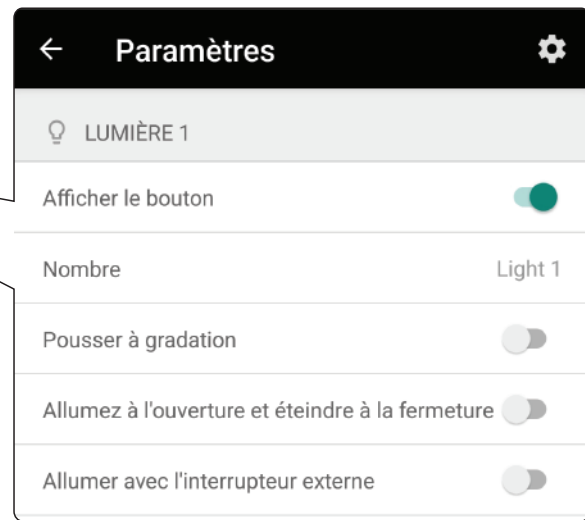 Paramètres
LUMIÈRE 1
Afficher le bouton
Nombre Light 1
Pousser à gradation
Allumez à l'ouverture et éteindre à la fermeture
Allumer avec l'interrupteur externe